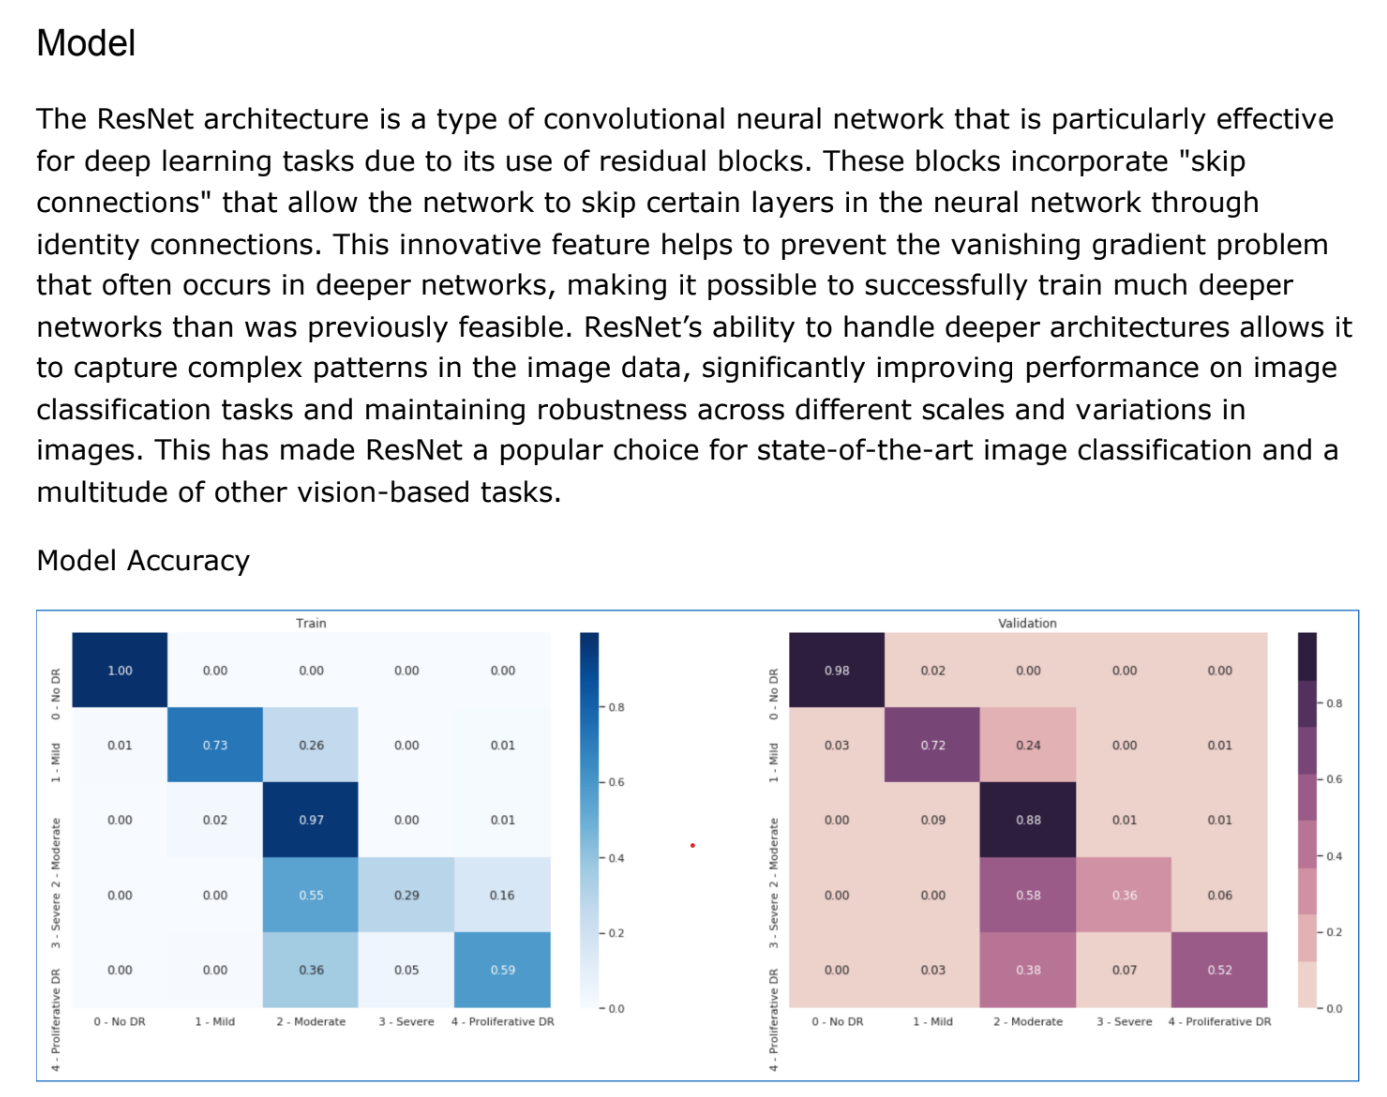 Model
The ResNet architecture is a type of convolutional neural network that is particularly effective
for deep learning tasks due to its use of residual blocks. These blocks incorporate "skip
connections" that allow the network to skip certain layers in the neural network through
identity connections. This innovative feature helps to prevent the vanishing gradient problem
that often occurs in deeper networks, making it possible to successfully train much deeper
networks than was previously feasible. ResNet’s ability to handle deeper architectures allows it
to capture complex patterns in the image data, significantly improving performance on image
classification tasks and maintaining robustness across different scales and variations in
images. This has made ResNet a popular choice for state-of-the-art image classification and a
multitude of other vision-based tasks.
Model Accuracy
Train
0 - No DR
1.00 0.00 0.00 0.00 0.00
1 - Mild
0.01 0.73 0.26 0.00 0.01
2 - Moderate
0.00 0.02 0.97 0.00 0.01
3 - Severe
0.00 0.00 0.55 0.29 0.16
4 - Proliferative DR
0.00 0.00 0.36 0.05 0.59
0 - No DR 1 - Mild 2 - Moderate 3 - Severe 4 - Proliferative DR
0.8
0.6
0.4
0.2
0.0
Validation
0 - No DR
0.98 0.02 0.00 0.00 0.00
1 - Mild
0.03 0.72 0.24 0.00 0.01
2 - Moderate
0.00 0.09 0.88 0.01 0.01
3 - Severe
0.00 0.00 0.58 0.36 0.06
4 - Proliferative DR
0.00 0.03 0.38 0.07 0.52
0 - No DR 1 - Mild 2 - Moderate 3 - Severe 4 - Proliferative DR
0.8
0.6
0.4
0.2
0.0